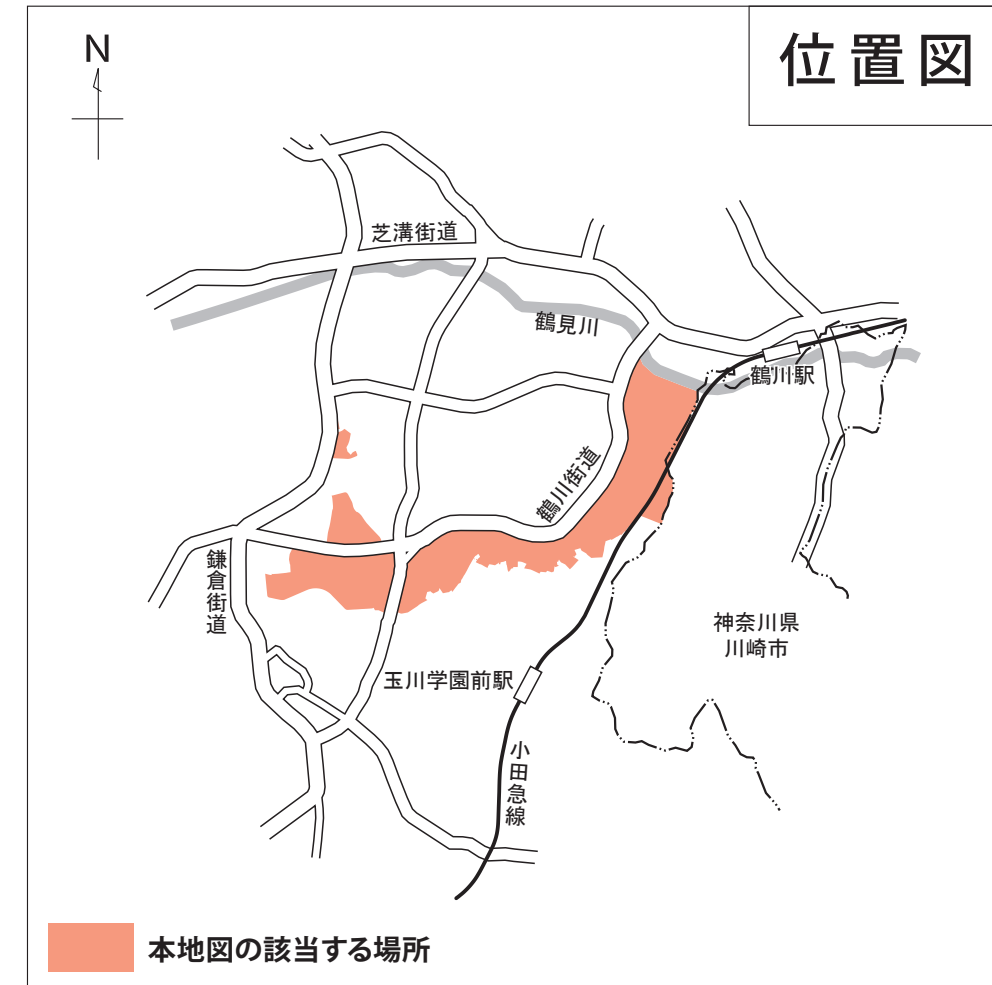 位置図
N
芝溝街道
鶴見川
鶴川駅
鶴川街道
鎌倉街道
神奈川県
川崎市
玉川学園前駅
小田急線
本地図の該当する場所